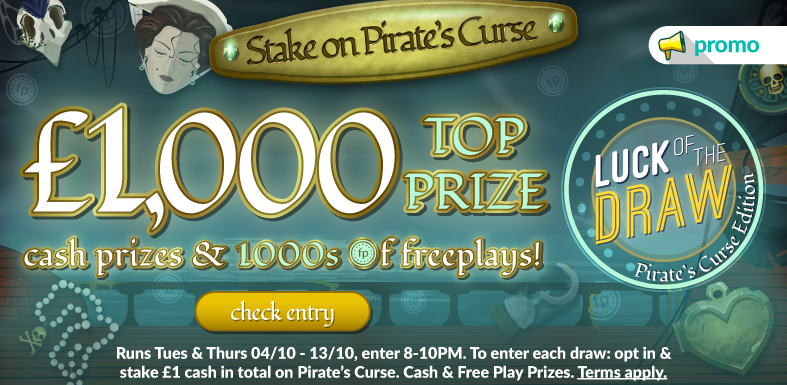 Stake on Pirate's Curse
promo
£1,000
TOP
PRIZE
LUCK OF THE
DRAW
Pirate's Curse Edition
cash prizes & 1000s Of freeplays!
fp
check entry
Runs Tues & Thurs 04/10 - 13/10, enter 8-10PM. To enter each draw: opt in &
stake £1 cash in total on Pirate's Curse. Cash & Free Play Prizes. Terms apply.